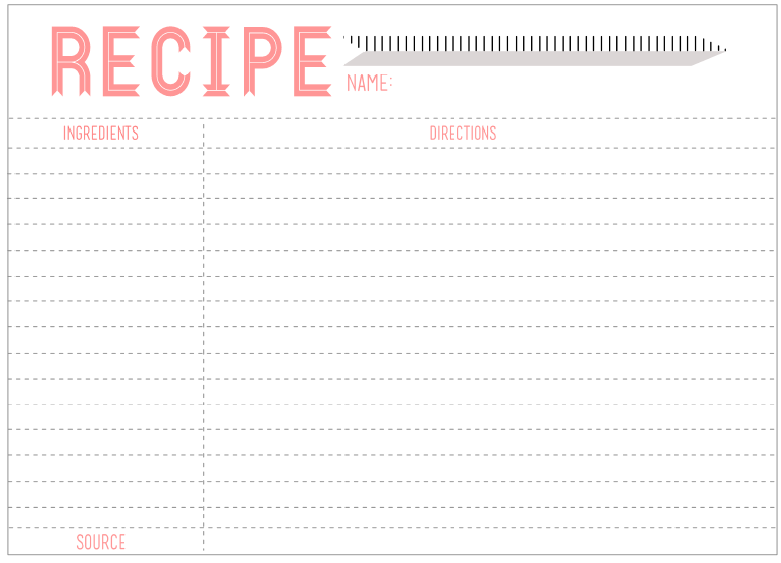 RECIPE
NAME:
INGREDIENTS
DIRECTIONS
SOURCE